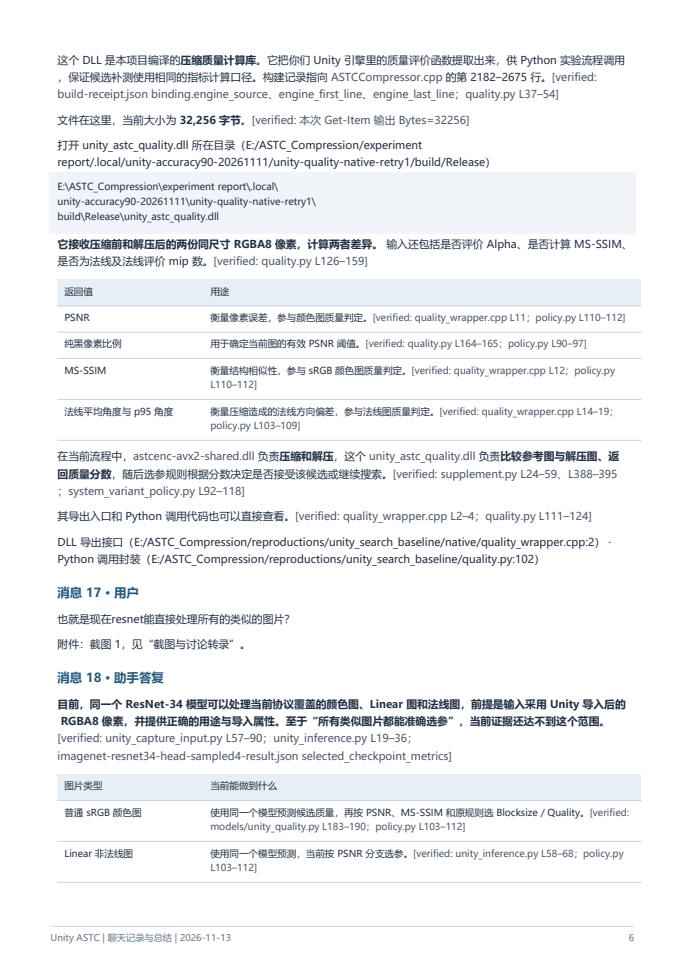 这个 DLL 是本项目编译的压缩质量计算库。它把你们 Unity 引擎里的质量评价函数提取出来，供 Python 实验流程调用
，保证候选补测使用相同的指标计算口径。构建记录指向 ASTCCompressor.cpp 的第 2182–2675 行。[verified:
build-receipt.json binding.engine_source、engine_first_line、engine_last_line；quality.py L37–54]
文件在这里，当前大小为 32,256 字节。[verified: 本次 Get-Item 输出 Bytes=32256]
打开 unity_astc_quality.dll 所在目录（E:/ASTC_Compression/experiment
report/.local/unity-accuracy90-20261111/unity-quality-native-retry1/build/Release）
E:\ASTC_Compression\experiment report\.local\
unity-accuracy90-20261111\unity-quality-native-retry1\
build\Release\unity_astc_quality.dll
它接收压缩前和解压后的两份同尺寸 RGBA8 像素，计算两者差异。 输入还包括是否评价 Alpha、是否计算 MS-SSIM、
是否为法线及法线评价 mip 数。[verified: quality.py L126–159]
返回值 用途
PSNR 衡量像素误差，参与颜色图质量判定。[verified: quality_wrapper.cpp L11；policy.py L110–112]
纯黑像素比例 用于确定当前图的有效 PSNR 阈值。[verified: quality.py L164–165；policy.py L90–97]
MS-SSIM 衡量结构相似性，参与 sRGB 颜色图质量判定。[verified: quality_wrapper.cpp L12；policy.py
L110–112]
法线平均角度与 p95 角度 衡量压缩造成的法线方向偏差，参与法线图质量判定。[verified: quality_wrapper.cpp L14–19；
policy.py L103–109]
在当前流程中，astcenc-avx2-shared.dll 负责压缩和解压，这个 unity_astc_quality.dll 负责比较参考图与解压图、返
回质量分数，随后选参规则根据分数决定是否接受该候选或继续搜索。[verified: supplement.py L24–59、L388–395
；system_variant_policy.py L92–118]
其导出入口和 Python 调用代码也可以直接查看。[verified: quality_wrapper.cpp L2–4；quality.py L111–124]
DLL 导出接口（E:/ASTC_Compression/reproductions/unity_search_baseline/native/quality_wrapper.cpp:2） ·
Python 调用封装（E:/ASTC_Compression/reproductions/unity_search_baseline/quality.py:102）
消息 17 · 用户
也就是现在resnet能直接处理所有的类似的图片？
附件：截图 1，见“截图与讨论转录”。
消息 18 · 助手答复
目前，同一个 ResNet-34 模型可以处理当前协议覆盖的颜色图、Linear 图和法线图，前提是输入采用 Unity 导入后的
RGBA8 像素，并提供正确的用途与导入属性。至于“所有类似图片都能准确选参”，当前证据还达不到这个范围。
[verified: unity_capture_input.py L57–90；unity_inference.py L19–36；
imagenet-resnet34-head-sampled4-result.json selected_checkpoint_metrics]
图片类型 当前能做到什么
普通 sRGB 颜色图 使用同一个模型预测候选质量，再按 PSNR、MS-SSIM 和原规则选 Blocksize / Quality。[verified:
models/unity_quality.py L183–190；policy.py L103–112]
Linear 非法线图 使用同一个模型预测，当前按 PSNR 分支选参。[verified: unity_inference.py L58–68；policy.py
L103–112]
Unity ASTC | 聊天记录与总结 | 2026-11-13 6